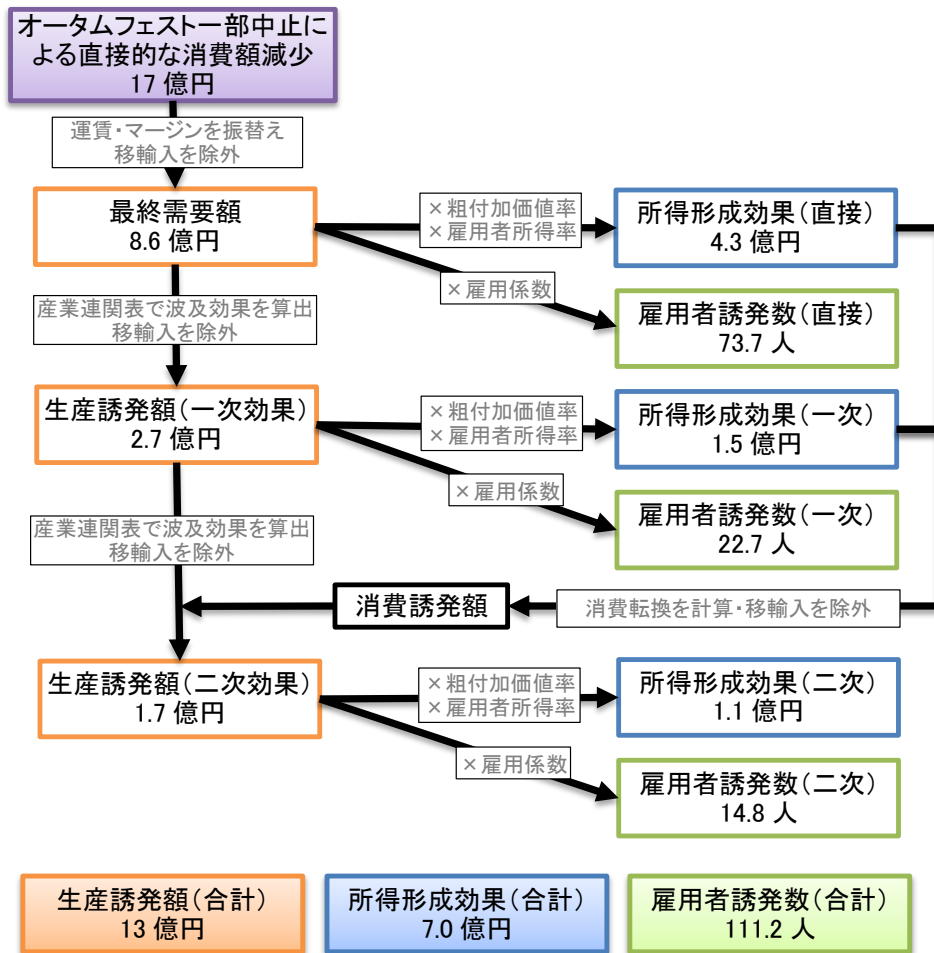 オータムフェスト一部中止に
よる直接的な消費額減少
17 億円
運賃・マージンを振替え
移輸入を除外
最終需要額
8.6 億円
×粗付加価値率
×雇用者所得率
所得形成効果(直接)
4.3 億円
×雇用係数
雇用者誘発数(直接)
73.7 人
産業連関表で波及効果を算出
移輸入を除外
生産誘発額(一次効果)
2.7 億円
×粗付加価値率
×雇用者所得率
所得形成効果(一次)
1.5 億円
×雇用係数
雇用者誘発数(一次)
22.7 人
産業連関表で波及効果を算出
移輸入を除外
消費誘発額
消費転換を計算・移輸入を除外
生産誘発額(二次効果)
1.7 億円
×粗付加価値率
×雇用者所得率
所得形成効果(二次)
1.1 億円
×雇用係数
雇用者誘発数(二次)
14.8 人
生産誘発額(合計)
13 億円
所得形成効果(合計)
7.0 億円
雇用者誘発数(合計)
111.2 人